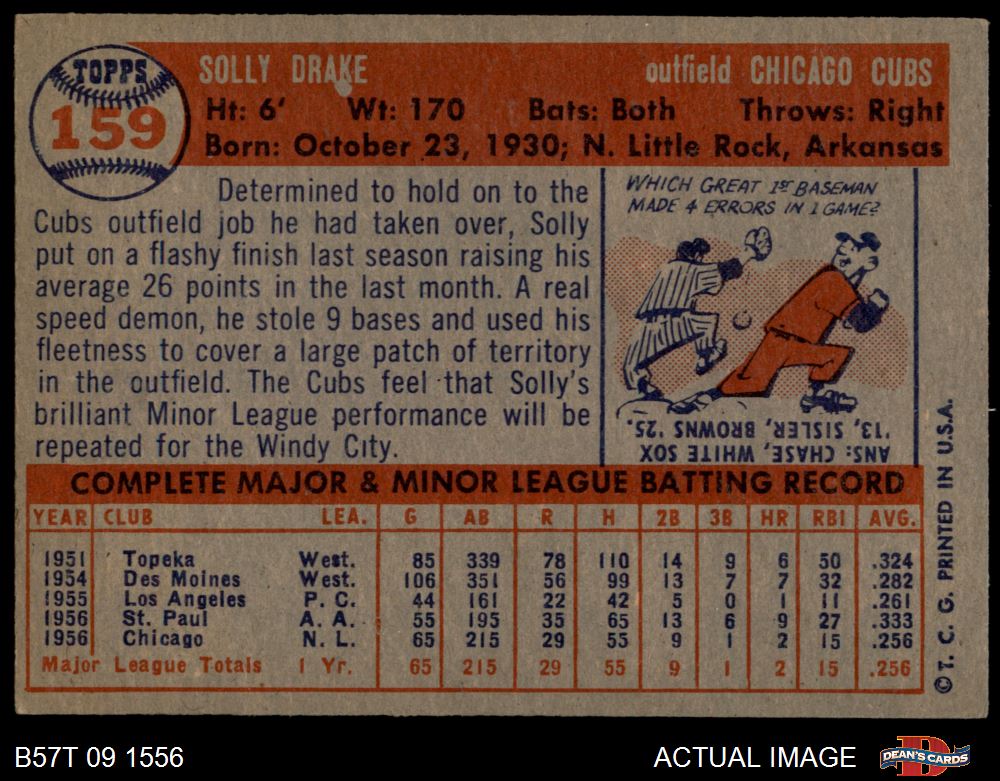 TOPPS
159
SOLLY DRAKE outfield CHICAGO CUBS
Ht: 6' Wt: 170 Bats: Both Throws: Right
Born: October 23, 1930; N. Little Rock, Arkansas
Determined to hold on to the
Cubs outfield job he had taken over, Solly
put on a flashy finish last season raising his
average 26 points in the last month. A real
speed demon, he stole 9 bases and used his
fleetness to cover a large patch of territory
in the outfield. The Cubs feel that Solly's
brilliant Minor League performance will be
repeated for the Windy City.
WHICH GREAT 1ST BASEMAN
MADE 4 ERRORS IN 1 GAME?
ANS: CHASE, WHITE SOX
'13, SISLER, BROWNS '25.
COMPLETE MAJOR & MINOR LEAGUE BATTING RECORD
YEAR CLUB LEA. G AB R H 2B 3B HR RBI AVG.
1951 Topeka West. 85 339 78 110 14 9 6 50 .324
1954 Des Moines West. 106 351 56 99 13 7 7 32 .282
1955 Los Angeles P. C. 44 161 22 42 5 0 1 11 .261
1956 St. Paul A. A. 55 195 35 65 13 6 9 27 .333
1956 Chicago N. L. 65 215 29 55 9 1 2 15 .256
Major League Totals 1 Yr. 65 215 29 55 9 1 2 15 .256
© T. C. G. PRINTED IN U.S.A.
B57T 09 1556 ACTUAL IMAGE DEAN'S CARDS